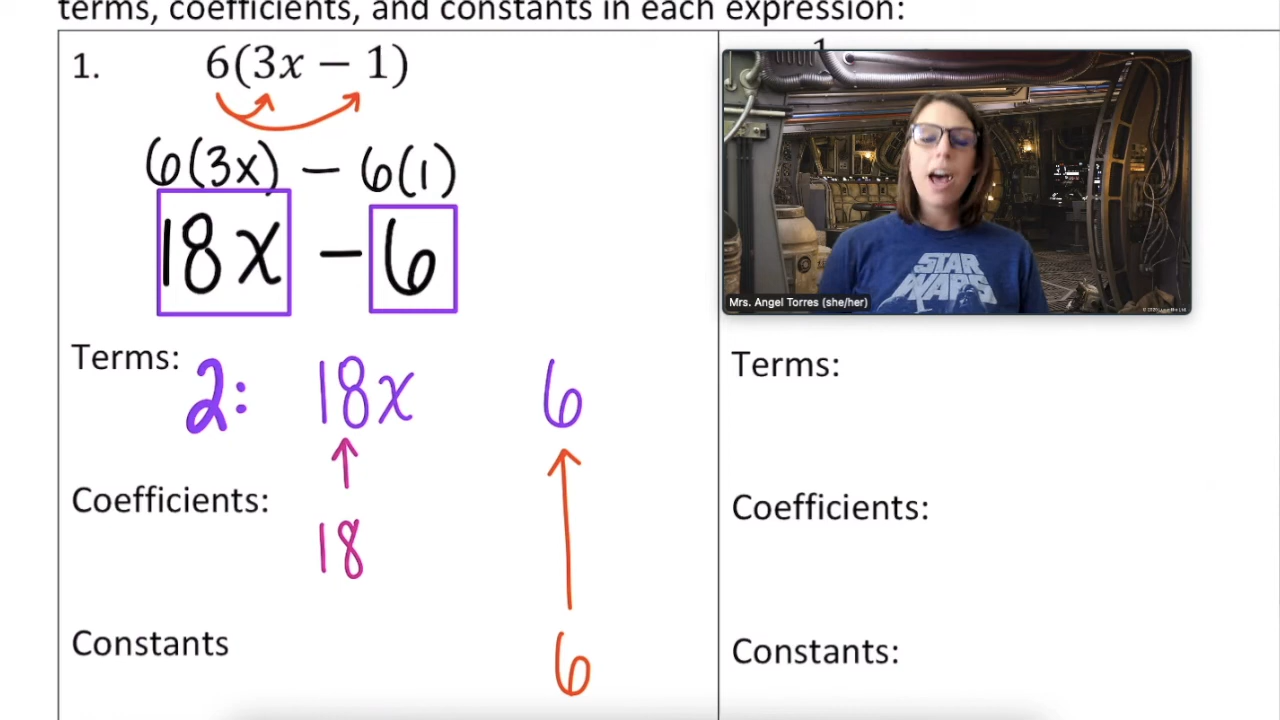 terms, coefficients, and constants in each expression:
1. 6(3x − 1)
6(3x) − 6(1)
18x − 6
Terms: 2: 18x 6
Coefficients: 18
Constants 6
1
STAR
WARS
Mrs. Angel Torres (she/her)
Terms:
Coefficients:
Constants: